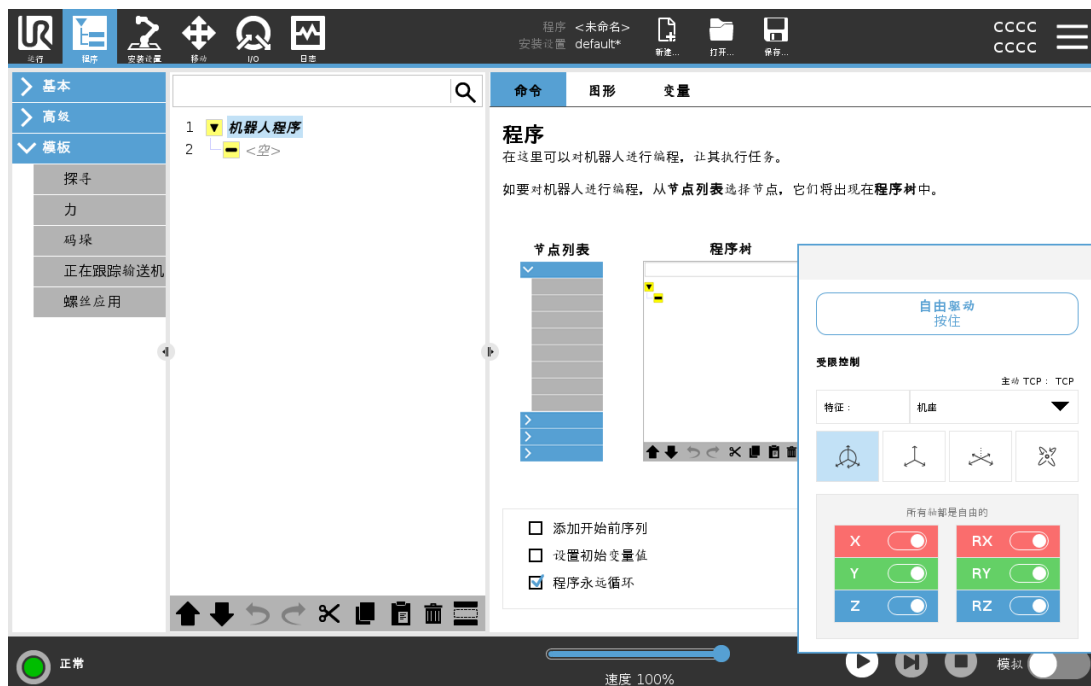 UR
运行
程序
安装设置
移动
I/O
日志
程序 <未命名>
安装设置 default*
新建...
打开...
保存...
CCCC
CCCC
基本
高级
模板
探寻
力
码垛
正在跟踪输送机
螺丝应用
1 机器人程序
2 <空>
命令
图形
变量
程序
在这里可以对机器人进行编程，让其执行任务。
如要对机器人进行编程，从节点列表选择节点，它们将出现在程序树中。
节点列表
程序树
添加开始前序列
设置初始变量值
程序永远循环
自由驱动
按住
受限控制
主动 TCP： TCP
特征：
机座
所有轴都是自由的
X
RX
Y
RY
Z
RZ
正常
速度 100%
模拟